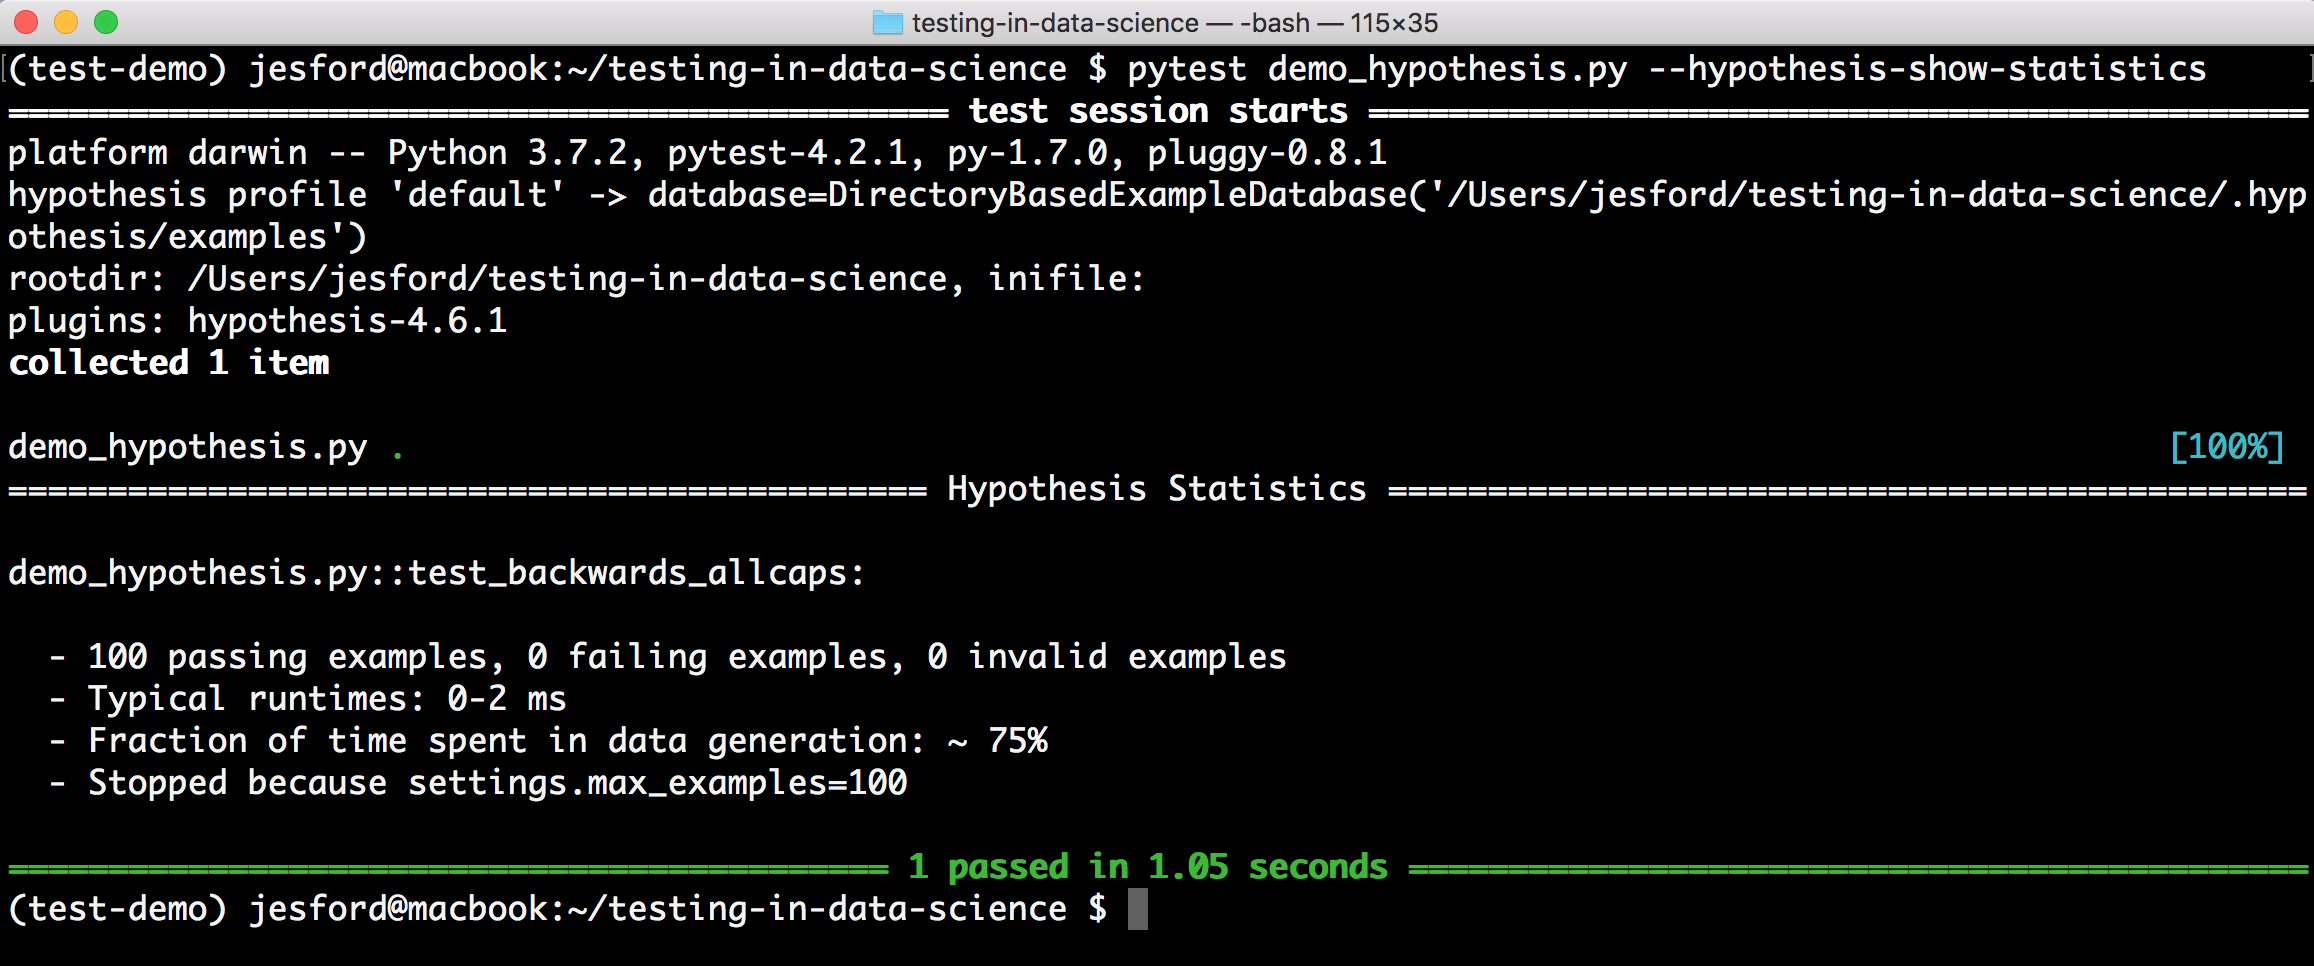 testing-in-data-science — -bash — 115×35
(test-demo) jesford@macbook:~/testing-in-data-science $ pytest demo_hypothesis.py --hypothesis-show-statistics
=============================================== test session starts ===============================================
platform darwin -- Python 3.7.2, pytest-4.2.1, py-1.7.0, pluggy-0.8.1
hypothesis profile 'default' -> database=DirectoryBasedExampleDatabase('/Users/jesford/testing-in-data-science/.hyp
othesis/examples')
rootdir: /Users/jesford/testing-in-data-science, inifile:
plugins: hypothesis-4.6.1
collected 1 item
demo_hypothesis.py . [100%]
============================================== Hypothesis Statistics ==============================================
demo_hypothesis.py::test_backwards_allcaps:
- 100 passing examples, 0 failing examples, 0 invalid examples
- Typical runtimes: 0-2 ms
- Fraction of time spent in data generation: ~ 75%
- Stopped because settings.max_examples=100
============================================ 1 passed in 1.05 seconds =============================================
(test-demo) jesford@macbook:~/testing-in-data-science $